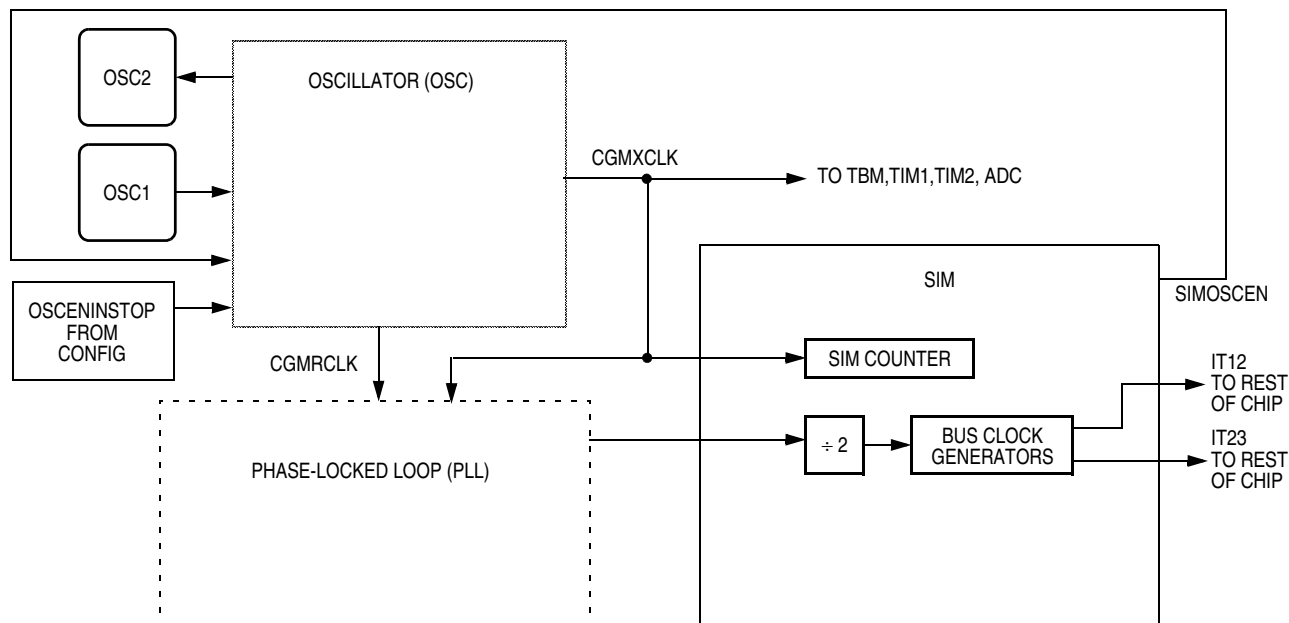 OSC2
OSCILLATOR (OSC)
CGMXCLK
TO TBM,TIM1,TIM2, ADC
OSC1
SIM
SIMOSCEN
OSCENINSTOP
FROM
CONFIG
CGMRCLK
SIM COUNTER
IT12
TO REST
OF CHIP
÷ 2
BUS CLOCK
GENERATORS
IT23
TO REST
OF CHIP
PHASE-LOCKED LOOP (PLL)